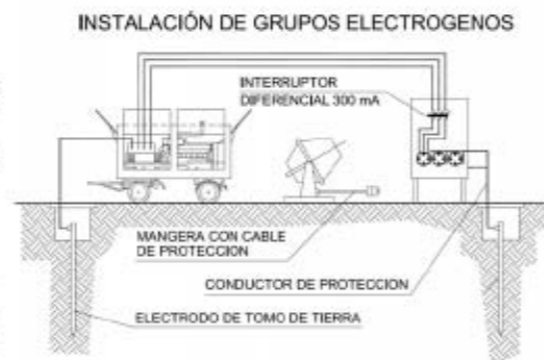 INSTALACIÓN DE GRUPOS ELECTROGENOS
INTERRUPTOR
DIFERENCIAL 300 mA
MANGERA CON CABLE
DE PROTECCION
CONDUCTOR DE PROTECCION
ELECTRODO DE TOMO DE TIERRA